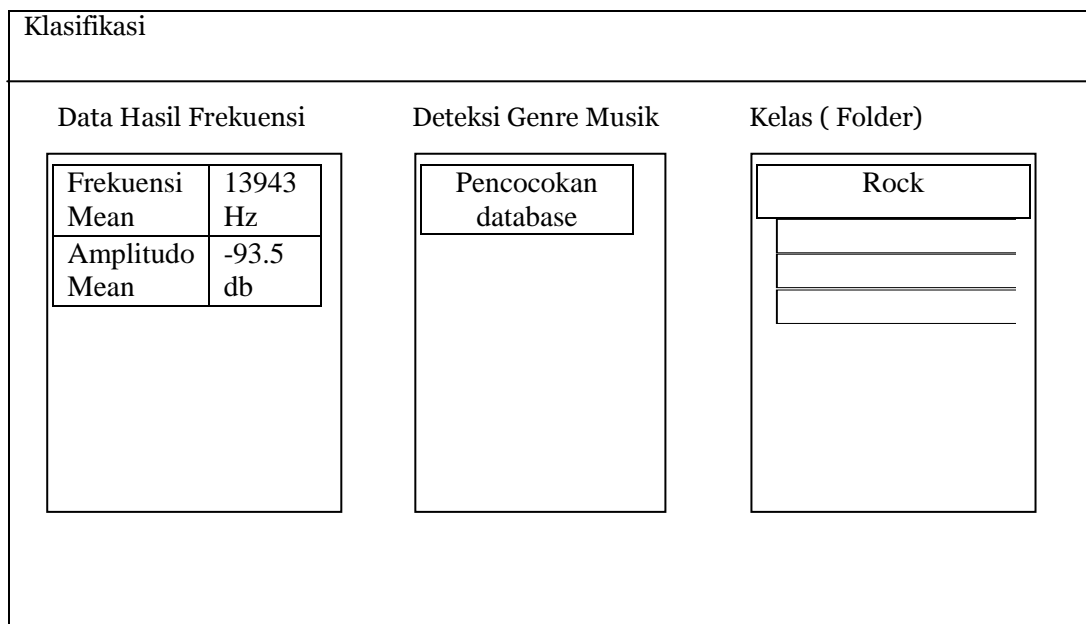 Klasifikasi
Data Hasil Frekuensi
Deteksi Genre Musik
Kelas ( Folder)
Frekuensi
Mean
13943
Hz
Amplitudo
Mean
-93.5
db
Pencocokan
database
Rock